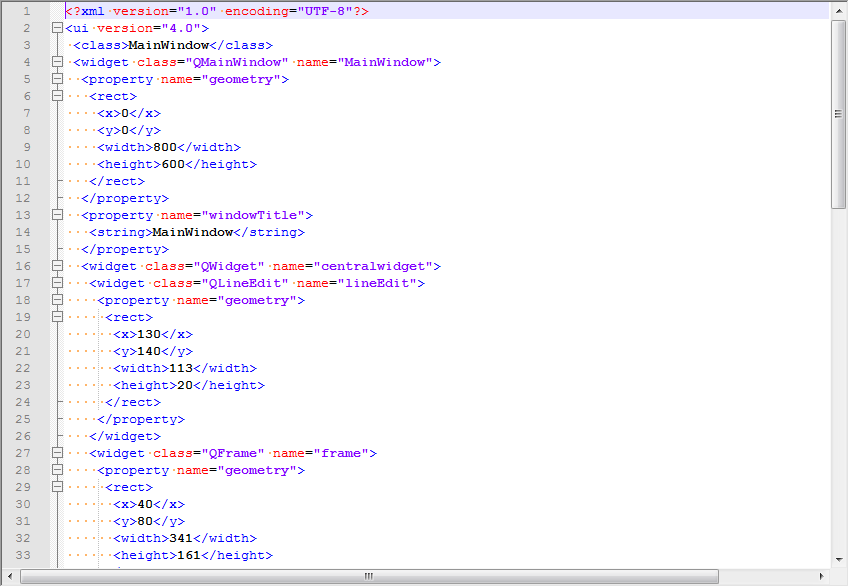 1 <?xml version="1.0" encoding="UTF-8"?>
2 <ui version="4.0">
3  <class>MainWindow</class>
4  <widget class="QMainWindow" name="MainWindow">
5   <property name="geometry">
6    <rect>
7     <x>0</x>
8     <y>0</y>
9     <width>800</width>
10     <height>600</height>
11    </rect>
12   </property>
13   <property name="windowTitle">
14    <string>MainWindow</string>
15   </property>
16   <widget class="QWidget" name="centralwidget">
17    <widget class="QLineEdit" name="lineEdit">
18     <property name="geometry">
19      <rect>
20       <x>130</x>
21       <y>140</y>
22       <width>113</width>
23       <height>20</height>
24      </rect>
25     </property>
26    </widget>
27    <widget class="QFrame" name="frame">
28     <property name="geometry">
29      <rect>
30       <x>40</x>
31       <y>80</y>
32       <width>341</width>
33       <height>161</height>